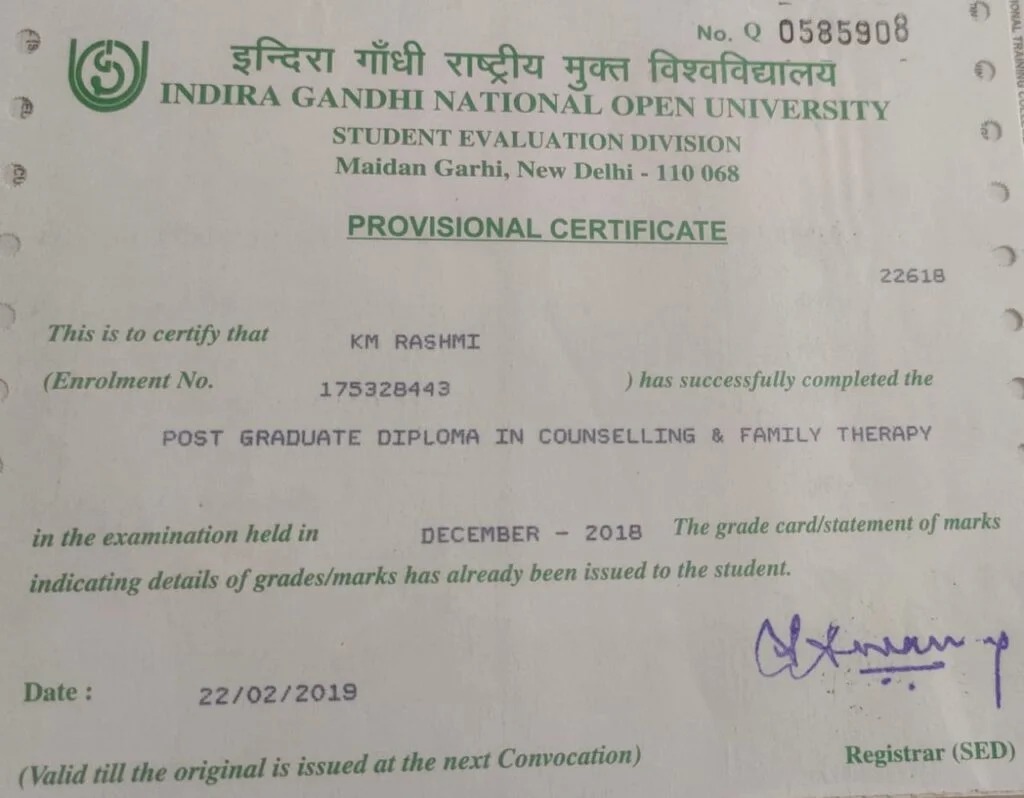 No. Q 0585908
इन्दिरा गाँधी राष्ट्रीय मुक्त विश्वविद्यालय
INDIRA GANDHI NATIONAL OPEN UNIVERSITY
STUDENT EVALUATION DIVISION
Maidan Garhi, New Delhi - 110 068
PROVISIONAL CERTIFICATE
22618
This is to certify that KM RASHMI
(Enrolment No. 175328443 ) has successfully completed the
POST GRADUATE DIPLOMA IN COUNSELLING & FAMILY THERAPY
in the examination held in DECEMBER - 2018 The grade card/statement of marks
indicating details of grades/marks has already been issued to the student.
Date : 22/02/2019
(Valid till the original is issued at the next Convocation) Registrar (SED)